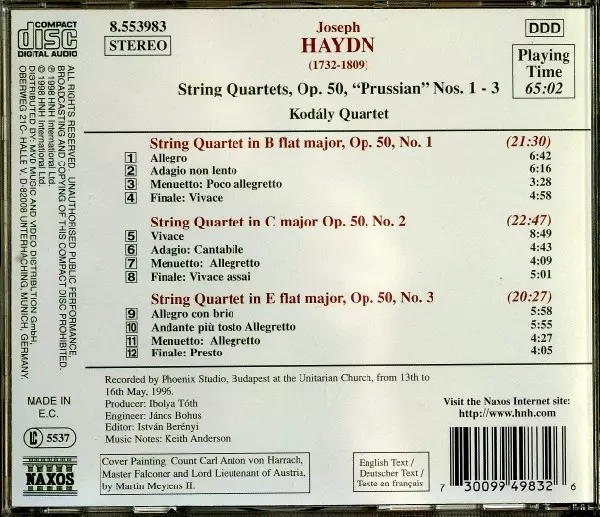 COMPACT
disc
DIGITAL AUDIO
8.553983
STEREO
Joseph
HAYDN
(1732-1809)
DDD
Playing
Time
65:02
String Quartets, Op. 50, “Prussian” Nos. 1 - 3
Kodály Quartet
String Quartet in B flat major, Op. 50, No. 1 (21:30)
1 Allegro 6:42
2 Adagio non lento 6:16
3 Menuetto: Poco allegretto 3:28
4 Finale: Vivace 4:58
String Quartet in C major Op. 50, No. 2 (22:47)
5 Vivace 8:49
6 Adagio: Cantabile 4:43
7 Menuetto: Allegretto 4:09
8 Finale: Vivace assai 5:01
String Quartet in E flat major, Op. 50, No. 3 (20:27)
9 Allegro con brio 5:58
10 Andante più tosto Allegretto 5:55
11 Menuetto: Allegretto 4:27
12 Finale: Presto 4:05
Recorded by Phoenix Studio, Budapest at the Unitarian Church, from 13th to
16th May, 1996.
Producer: Ibolya Tóth
Engineer: János Bohus
Editor: István Berényi
Music Notes: Keith Anderson
Cover Painting Count Carl Anton von Harrach,
Master Falconer and Lord Lieutenant of Austria,
by Martin Meytens II.
English Text /
Deutscher Text /
Texte en français
Visit the Naxos Internet site:
http://www.hnh.com
7 30099 49832 6
ALL RIGHTS RESERVED. UNAUTHORISED PUBLIC PERFORMANCE,
BROADCASTING AND COPYING OF THIS COMPACT DISC PROHIBITED.
℗ 1998 HNH International Ltd.
© 1998 HNH International Ltd.
DISTRIBUTED BY: MVD MUSIC AND VIDEO DISTRIBUTION GmbH,
OBERWEG 21C- HALLE V, D-82008 UNTERHACHING, MUNICH, GERMANY.
MADE IN
E.C.
LC 5537
NAXOS